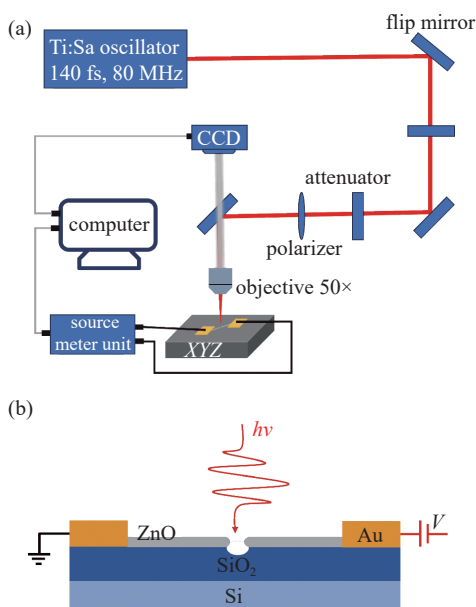 (a)
flip mirror
Ti:Sa oscillator
140 fs, 80 MHz
CCD
attenuator
computer
polarizer
objective 50×
source
meter unit
XYZ
(b)
hν
ZnO
Au
V
SiO₂
Si